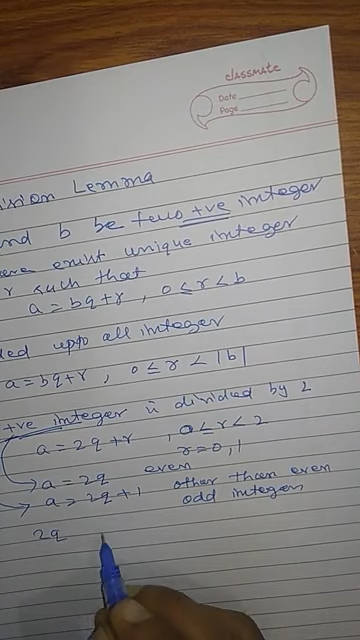 classmate
Date
Page
ision Lemma
and b be two +ve integer
ere exist unique integer
r such that
a = bq + r , 0 ≤ r < b
ded upto all integer
a = bq + r , 0 ≤ r < |b|
+ve integer is divided by 2
a = 2q + r , 0 ≤ r < 2
r = 0, 1
a = 2q even
a = 2q + 1 other than even
odd integer
2q